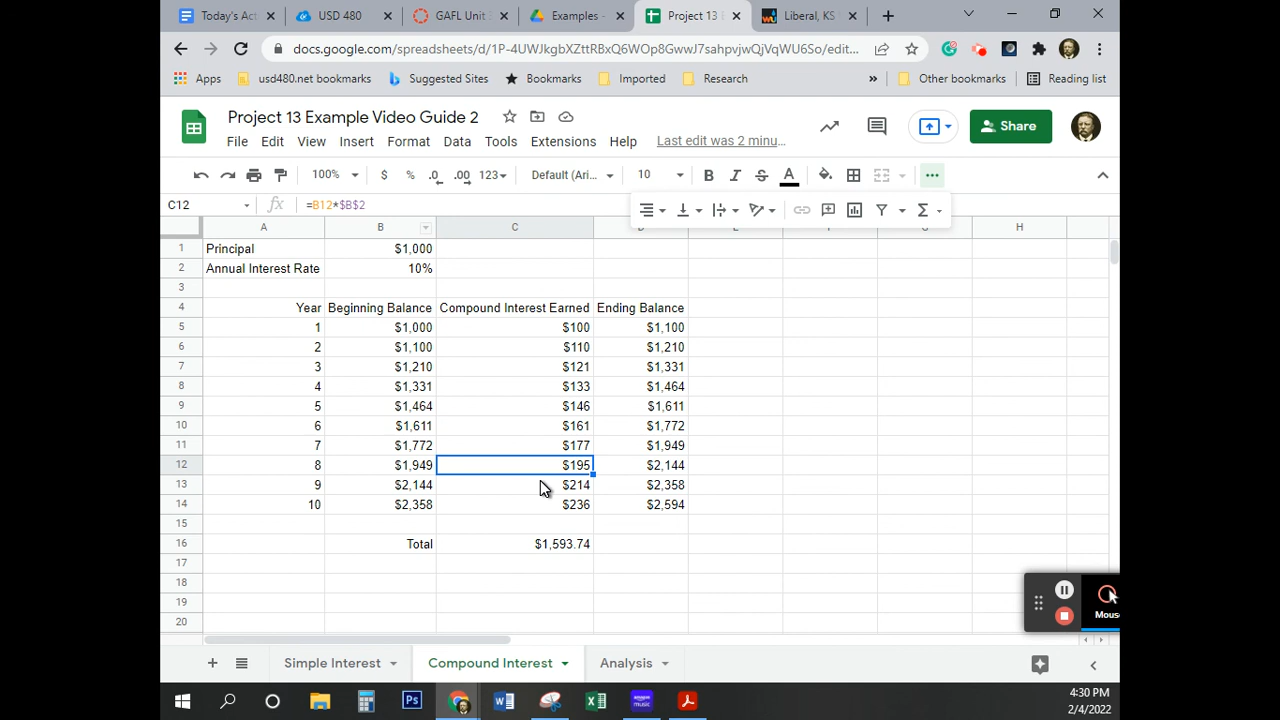 Today's Act
USD 480
GAFL Unit
Examples -
Project 13
Liberal, KS
docs.google.com/spreadsheets/d/1P-4UWJkgbXZttRBxQ6WOp8GwwJ7sahpvjwQjVqWU6So/edit...
Apps
usd480.net bookmarks
Suggested Sites
Bookmarks
Imported
Research
»
Other bookmarks
Reading list
Project 13 Example Video Guide 2
Share
File Edit View Insert Format Data Tools Extensions Help Last edit was 2 minu...
100% $ % .0 .00 123 Default (Ari... 10 B I S A
C12 fx =B12*$B$2
A B C D E F G H
1 Principal $1,000
2 Annual Interest Rate 10%
3
4 Year Beginning Balance Compound Interest Earned Ending Balance
5 1 $1,000 $100 $1,100
6 2 $1,100 $110 $1,210
7 3 $1,210 $121 $1,331
8 4 $1,331 $133 $1,464
9 5 $1,464 $146 $1,611
10 6 $1,611 $161 $1,772
11 7 $1,772 $177 $1,949
12 8 $1,949 $195 $2,144
13 9 $2,144 $214 $2,358
14 10 $2,358 $236 $2,594
15
16 Total $1,593.74
17
18
19
20
Mous
Simple Interest Compound Interest Analysis
Ps
music
4:30 PM
2/4/2022